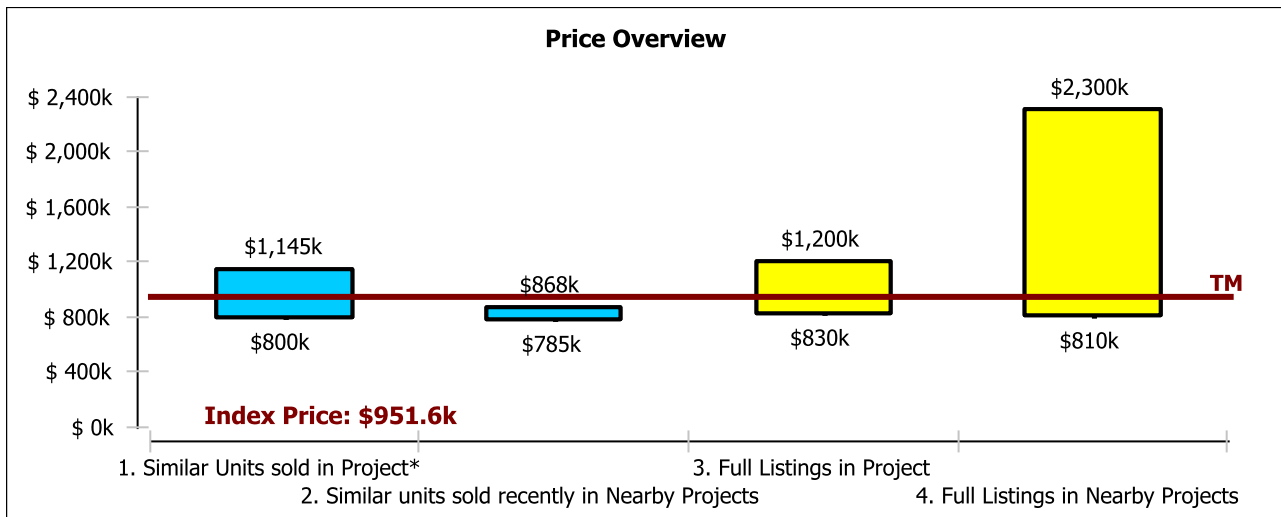 Price Overview
$ 2,400k
$ 2,000k
$ 1,600k
$ 1,200k
$ 800k
$ 400k
$ 0k
$1,145k
$800k
$868k
$785k
$1,200k
$830k
$2,300k
$810k
TM
Index Price: $951.6k
1. Similar Units sold in Project*
2. Similar units sold recently in Nearby Projects
3. Full Listings in Project
4. Full Listings in Nearby Projects